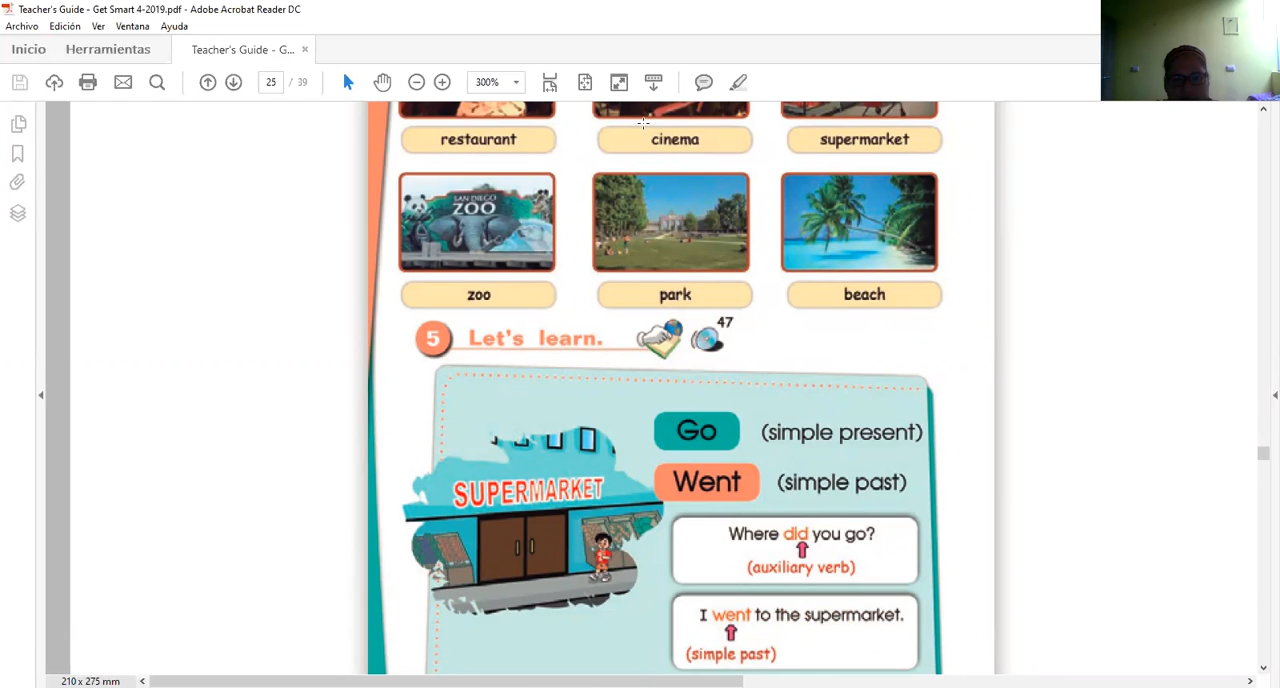 Teacher's Guide - Get Smart 4-2019.pdf - Adobe Acrobat Reader DC
Archivo Edición Ver Ventana Ayuda
Inicio Herramientas Teacher's Guide - G... ×
25 / 39 300%
restaurant cinema supermarket
SAN DIEGO
ZOO
zoo park beach
5 Let's learn. 47
Go (simple present)
SUPERMARKET
Went (simple past)
Where did you go?
(auxiliary verb)
I went to the supermarket.
(simple past)
210 x 275 mm